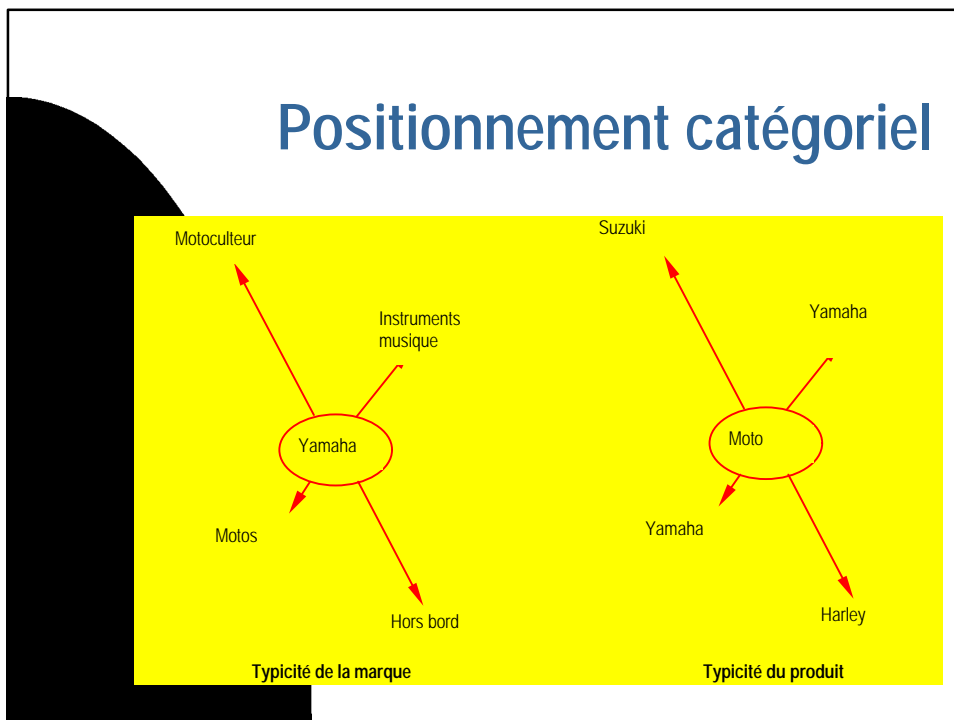 Positionnement catégoriel
Motoculteur
Instruments
musique
Yamaha
Motos
Hors bord
Typicité de la marque
Suzuki
Yamaha
Moto
Yamaha
Harley
Typicité du produit